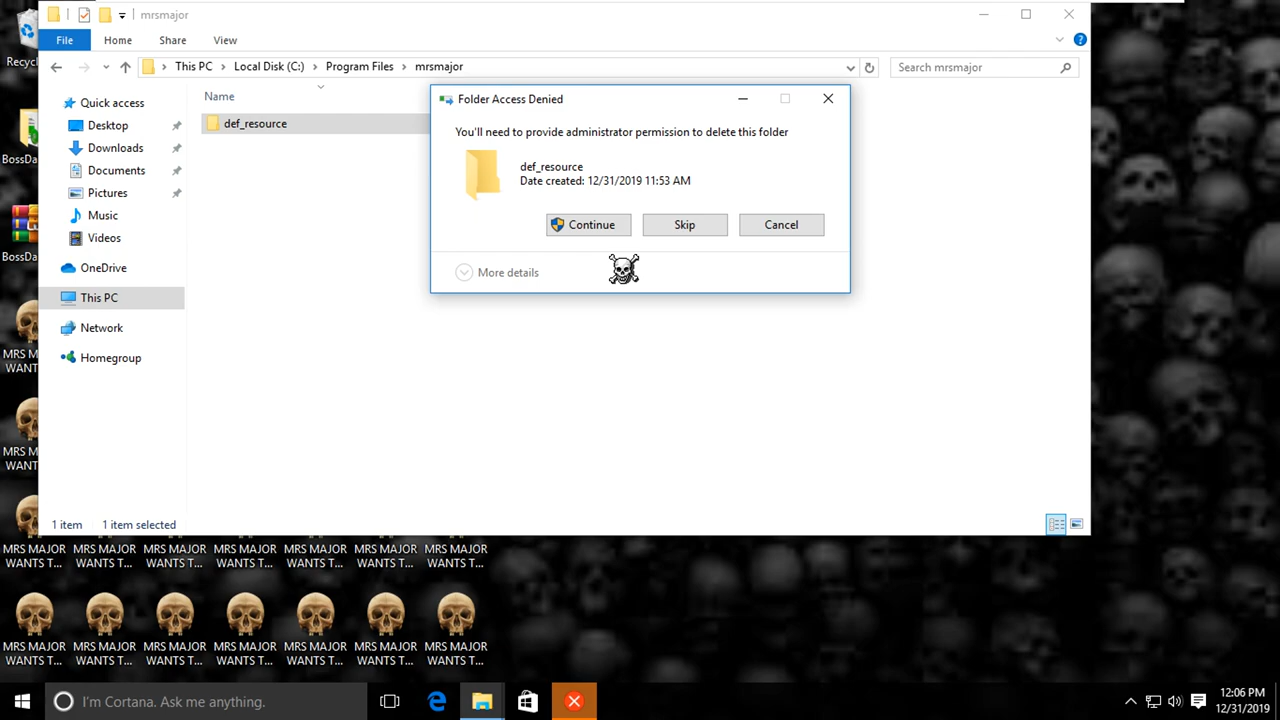 mrsmajor
File Home Share View
This PC Local Disk (C:) Program Files mrsmajor
Search mrsmajor
Recycl
BossDa
BossDa
Quick access
Desktop
Downloads
Documents
Pictures
Music
Videos
OneDrive
This PC
Network
Homegroup
Name
def_resource
Folder Access Denied
You'll need to provide administrator permission to delete this folder
def_resource
Date created: 12/31/2019 11:53 AM
Continue Skip Cancel
More details
1 item 1 item selected
MRS M
WANT
MRS M
WANT
MRS MAJOR MRS MAJOR MRS MAJOR MRS MAJOR MRS MAJOR MRS MAJOR MRS MAJOR
WANTS T... WANTS T... WANTS T... WANTS T... WANTS T... WANTS T... WANTS T...
MRS MAJOR MRS MAJOR MRS MAJOR MRS MAJOR MRS MAJOR MRS MAJOR MRS MAJOR
WANTS T... WANTS T... WANTS T... WANTS T... WANTS T... WANTS T... WANTS T...
I'm Cortana. Ask me anything.
12:06 PM
12/31/2019